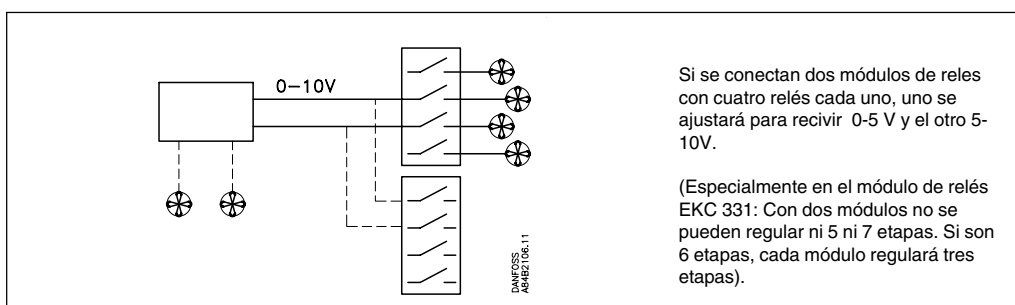 0-10V
DANFOSS
A84B2106.11
Si se conectan dos módulos de reles
con cuatro relés cada uno, uno se
ajustará para recivir 0-5 V y el otro 5-
10V.
(Especialmente en el módulo de relés
EKC 331: Con dos módulos no se
pueden regular ni 5 ni 7 etapas. Si son
6 etapas, cada módulo regulará tres
etapas).